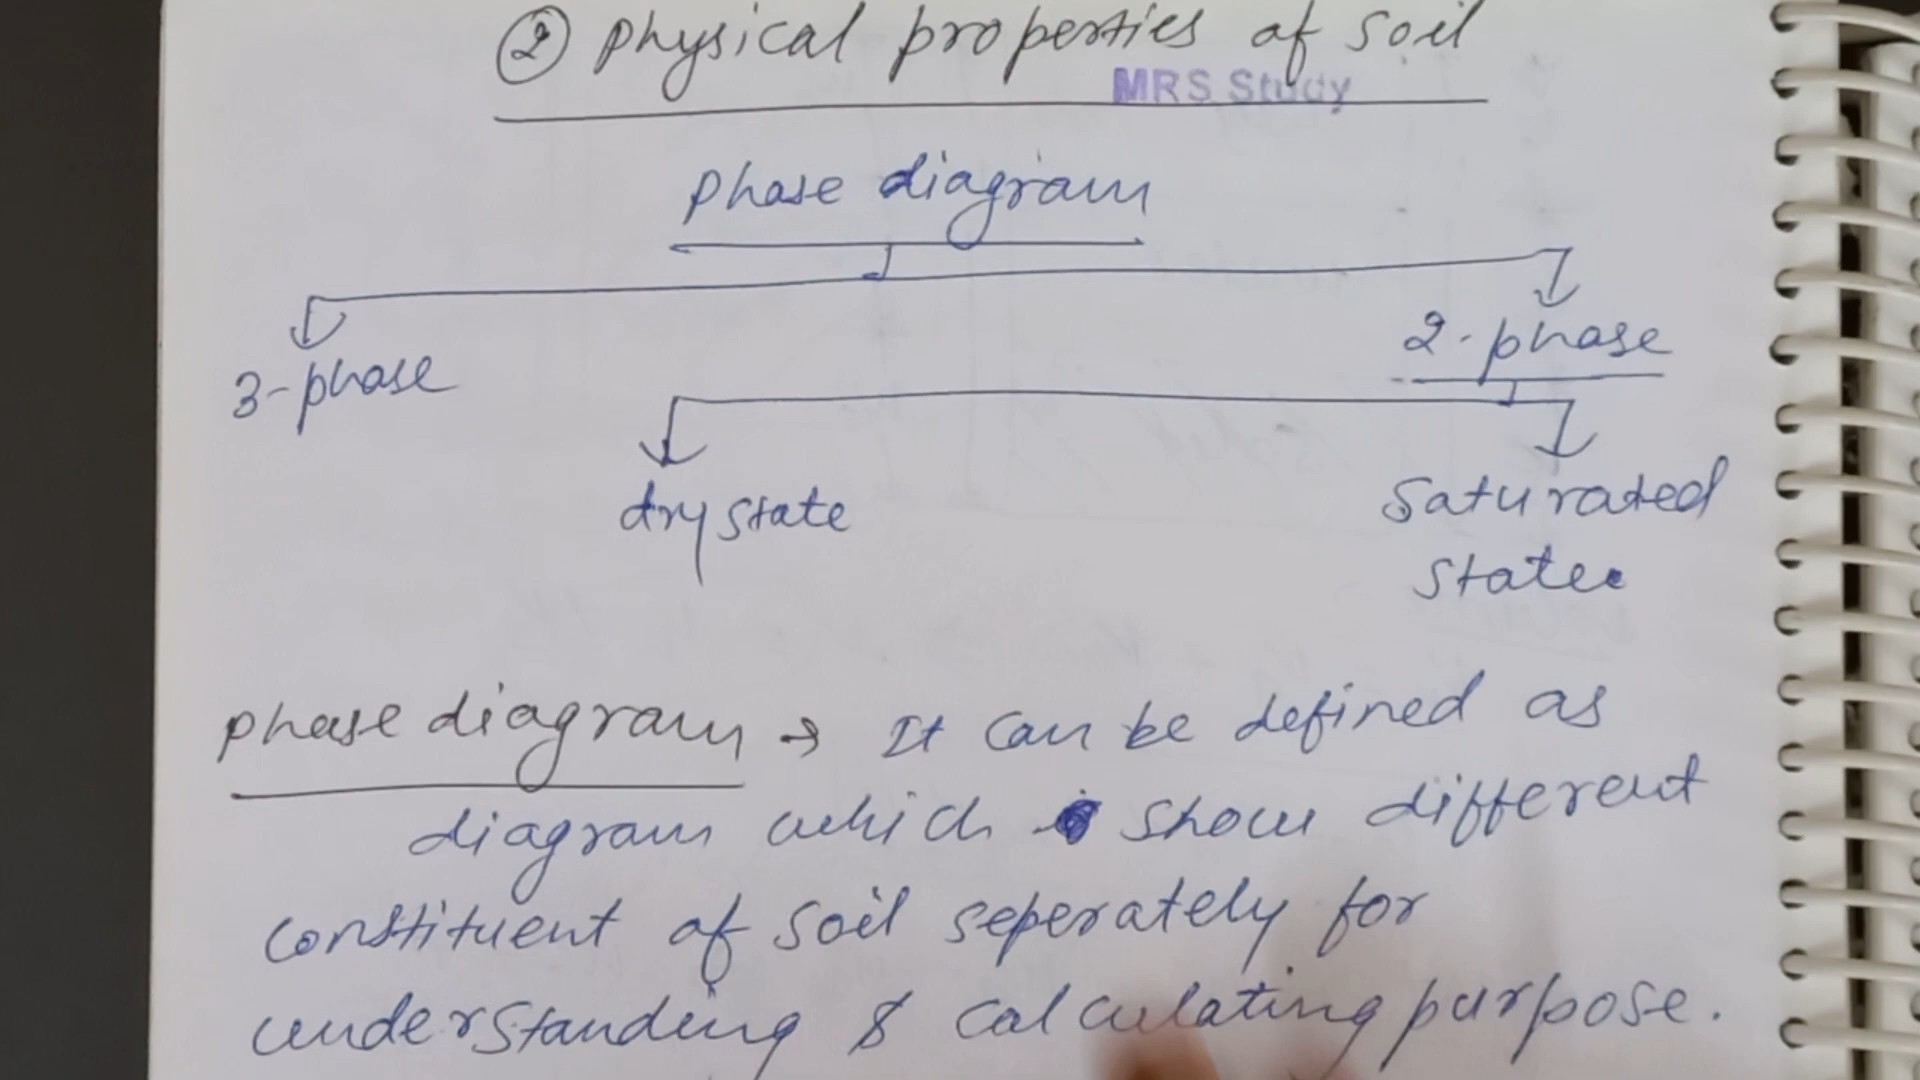 ② Physical properties of Soil
MRS Study
Phase diagram
3-phase
2-phase
dry state
Saturated
state.
Phase diagram → It can be defined as
diagram which show different
constituent of soil seperately for
understanding & calculating purpose.